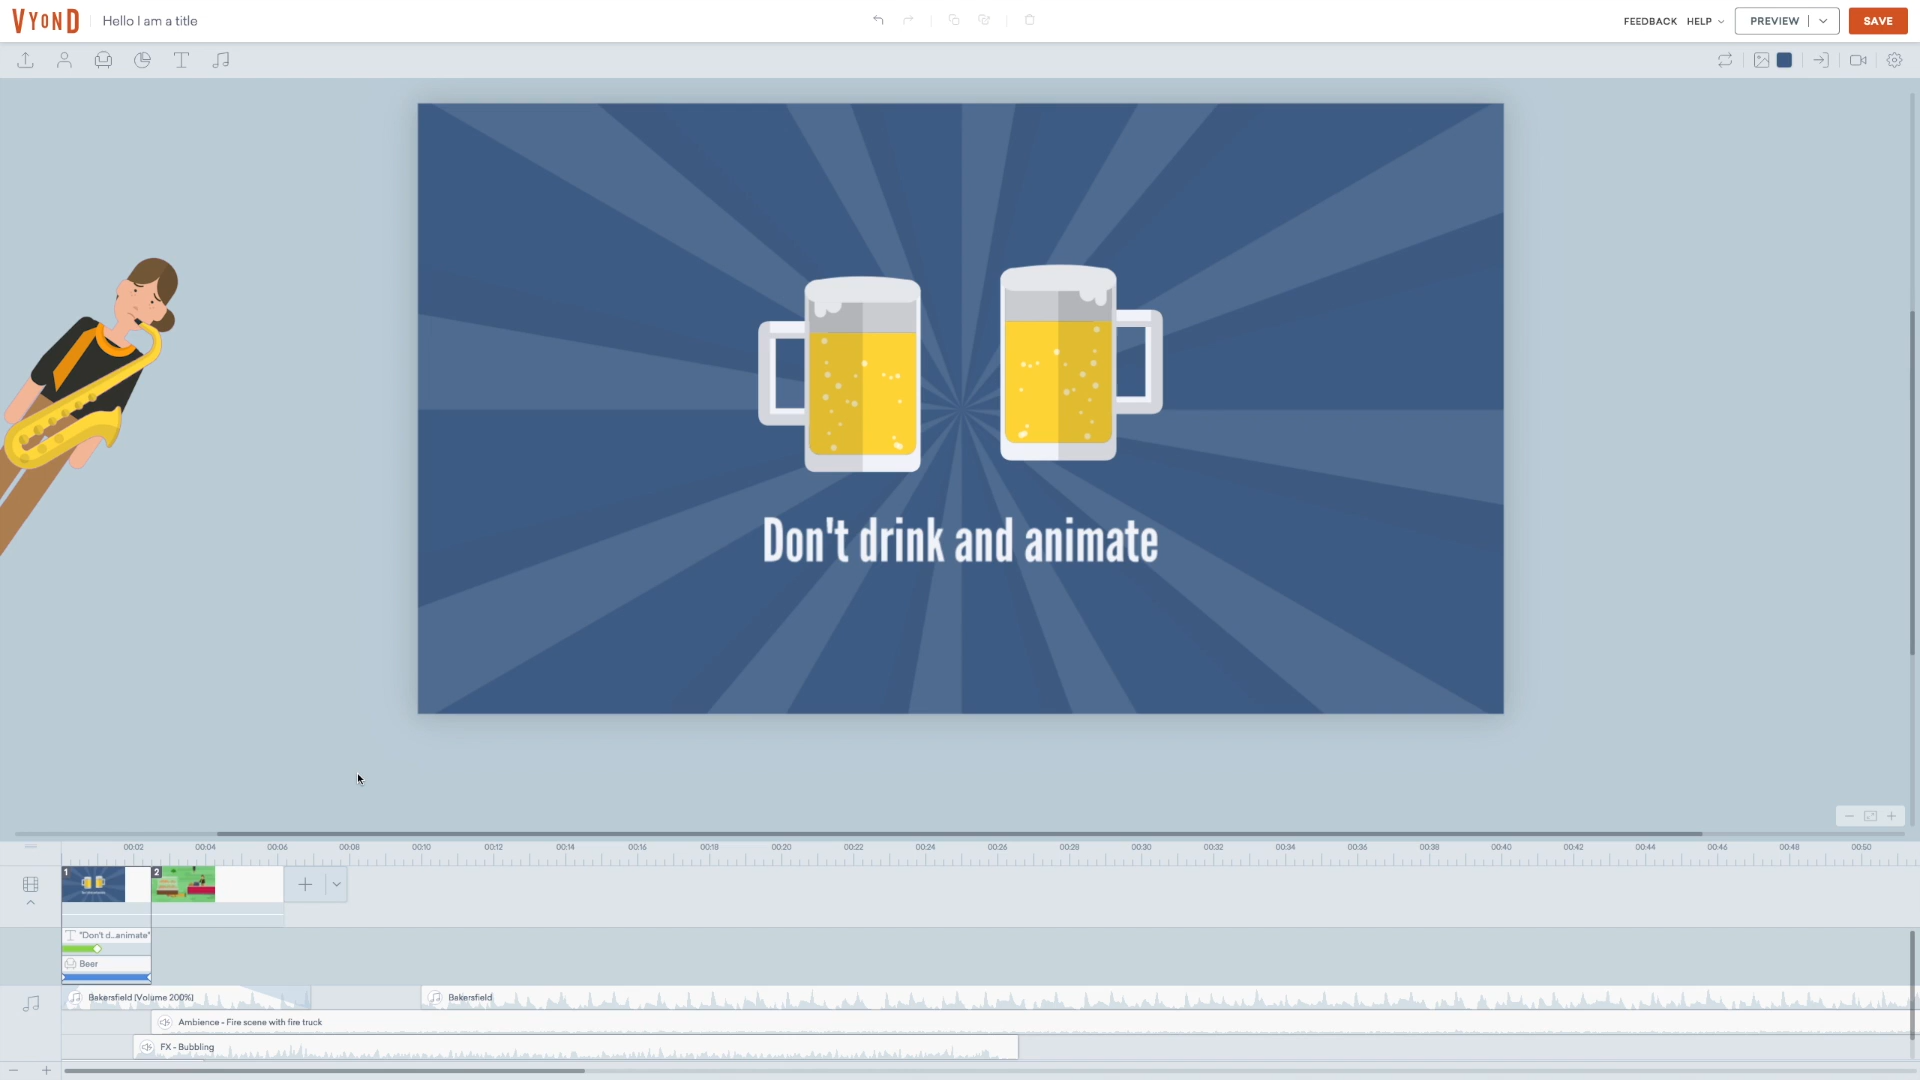 VYOND
Hello I am a title
FEEDBACK
HELP
PREVIEW
SAVE
Don't drink and animate
00:02 00:04 00:06 00:08 00:10 00:12 00:14 00:16 00:18 00:20 00:22 00:24 00:26 00:28 00:30 00:32 00:34 00:36 00:38 00:40 00:42 00:44 00:46 00:48 00:50
1
2
"Don't d...animate"
Beer
Bakersfield (Volume 200%)
Bakersfield
Ambience - Fire scene with fire truck
FX - Bubbling